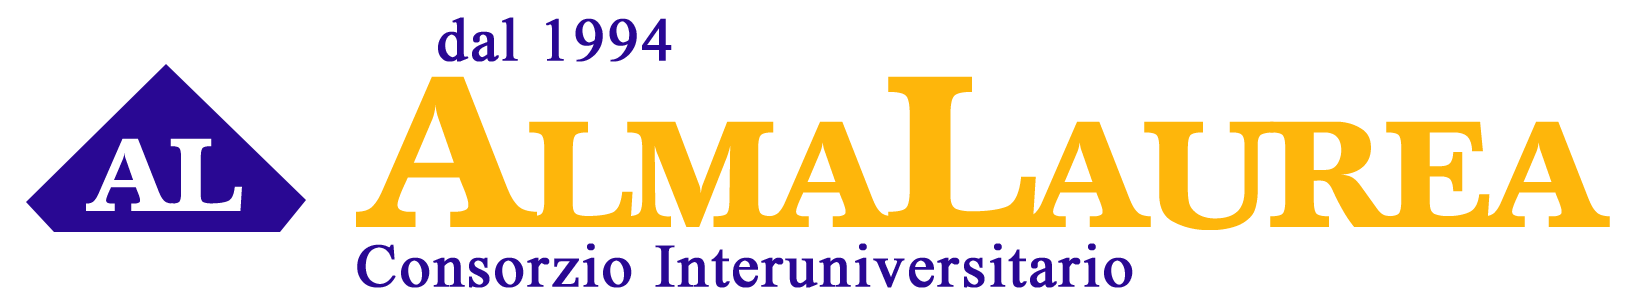 dal 1994
AL
ALMALAUREA
Consorzio Interuniversitario